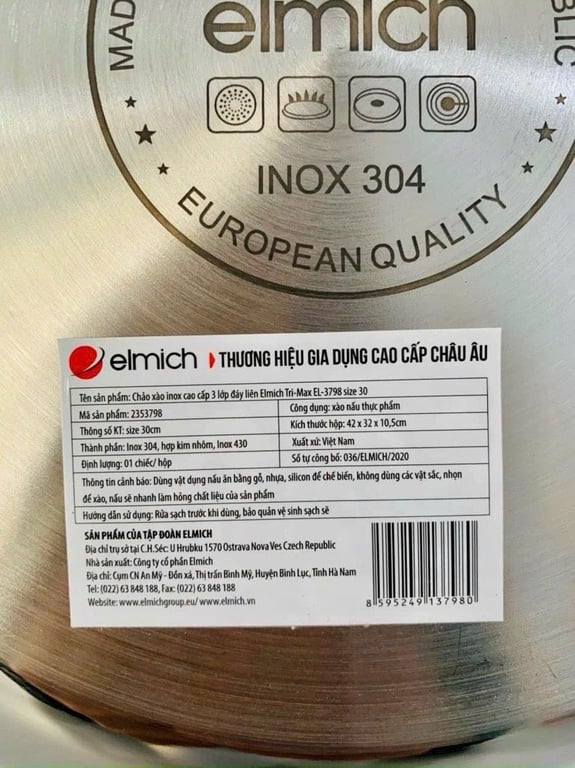 elmich
MAD
BLIC
INOX 304
EUROPEAN QUALITY
elmich THƯƠNG HIỆU GIA DỤNG CAO CẤP CHÂU ÂU
Tên sản phẩm: Chảo xào inox cao cấp 3 lớp đáy liền Elmich Tri-Max EL-3798 size 30
Mã sản phẩm: 2353798
Công dụng: xào nấu thực phẩm
Thông số KT: size 30cm
Kích thước hộp: 42 x 32 x 10,5cm
Thành phần: Inox 304, hợp kim nhôm, Inox 430
Xuất xứ: Việt Nam
Định lượng: 01 chiếc/ hộp
Số tự công bố: 036/ELMICH/2020
Thông tin cảnh báo: Dùng vật dụng nấu ăn bằng gỗ, nhựa, silicon để chế biến, không dùng các vật sắc, nhọn
để xào, nấu sẽ nhanh làm hỏng chất liệu của sản phẩm
Hướng dẫn sử dụng: Rửa sạch trước khi dùng, bảo quản vệ sinh sạch sẽ
SẢN PHẨM CỦA TẬP ĐOÀN ELMICH
Địa chỉ trụ sở tại C.H.Séc: U Hrubku 1570 Ostrava Nova Ves Czech Republic
Nhà sản xuất: Công ty cổ phần Elmich
Địa chỉ: Cụm CN An Mỹ - Đồn xá, Thị trấn Bình Mỹ, Huyện Bình Lục, Tỉnh Hà Nam
Tel: (022) 63 848 188, Fax: (022) 63 848 188
Website: www.elmichgroup.eu/ www.elmich.vn
8 595249 137980